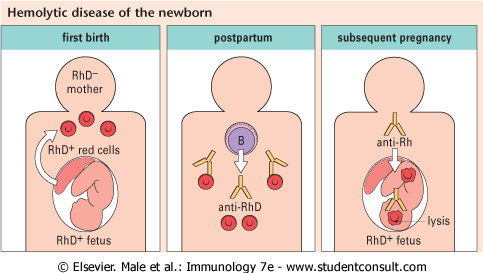 Hemolytic disease of the newborn
first birth
postpartum
subsequent pregnancy
RhD⁻
mother
RhD⁺ red cells
RhD⁺ fetus
B
anti-RhD
anti-Rh
lysis
RhD⁺ fetus
© Elsevier. Male et al.: Immunology 7e - www.studentconsult.com